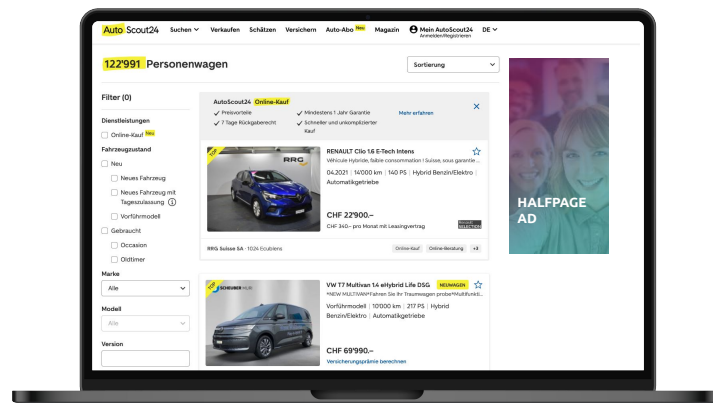 Auto Scout24 Suchen Verkaufen Schätzen Versichern Auto-Abo Neu Magazin Mein AutoScout24 DE
Anmelden/Registrieren
122'991 Personenwagen
Sortierung
Filter (0)
Dienstleistungen
Online-Kauf Neu
Fahrzeugzustand
Neu
Neues Fahrzeug
Neues Fahrzeug mit
Tageszulassung
Vorführmodell
Gebraucht
Occasion
Oldtimer
Marke
Alle
Modell
Alle
Version
AutoScout24 Online-Kauf
Preisvorteile
Mindestens 1 Jahr Garantie
Mehr erfahren
7 Tage Rückgaberecht
Schneller und unkomplizierter
Kauf
TOP
RRG
RENAULT Clio 1.6 E-Tech Intens
Véhicule Hybride, faible consommation ! Suisse, sous garantie ...
04.2021 | 14'000 km | 140 PS | Hybrid Benzin/Elektro |
Automatikgetriebe
CHF 22'900.–
CHF 340.– pro Monat mit Leasingvertrag
RRG Suisse SA · 1024 Ecublens
Online-Kauf Online-Beratung +3
TOP
VW T7 Multivan 1.4 eHybrid Life DSG NEUWAGEN
*NEW MULTIVAN*Fahren Sie Ihr Traumwagen probe*Multifunkti...
Vorführmodell | 10'000 km | 217 PS | Hybrid
Benzin/Elektro | Automatikgetriebe
CHF 69'990.–
Versicherungsprämie berechnen
HALFPAGE
AD